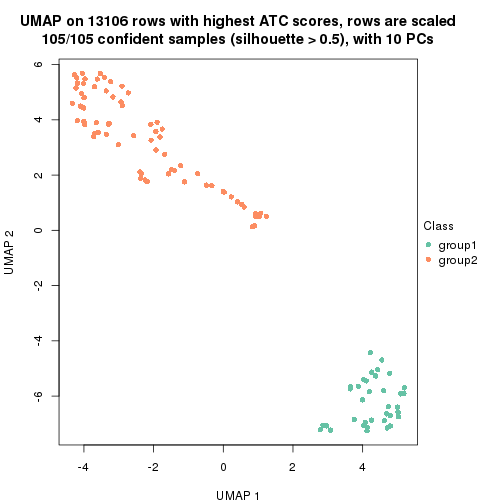 UMAP on 13106 rows with highest ATC scores, rows are scaled
105/105 confident samples (silhouette > 0.5), with 10 PCs
6
4
2
0
-2
-4
-6
UMAP 2
-4
-2
0
2
4
UMAP 1
Class
group1
group2